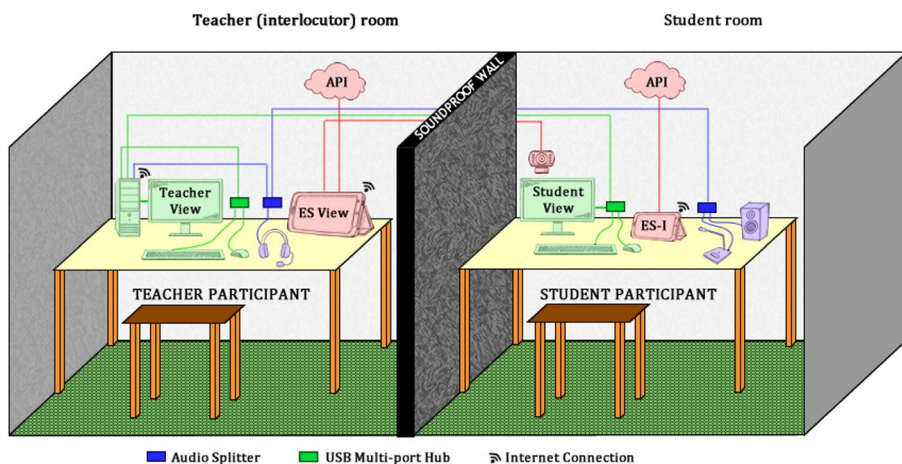 Teacher (interlocutor) room
Student room
API
API
SOUNDPROOF WALL
Teacher
View
ES View
Student
View
ES-I
TEACHER PARTICIPANT
STUDENT PARTICIPANT
Audio Splitter
USB Multi-port Hub
Internet Connection